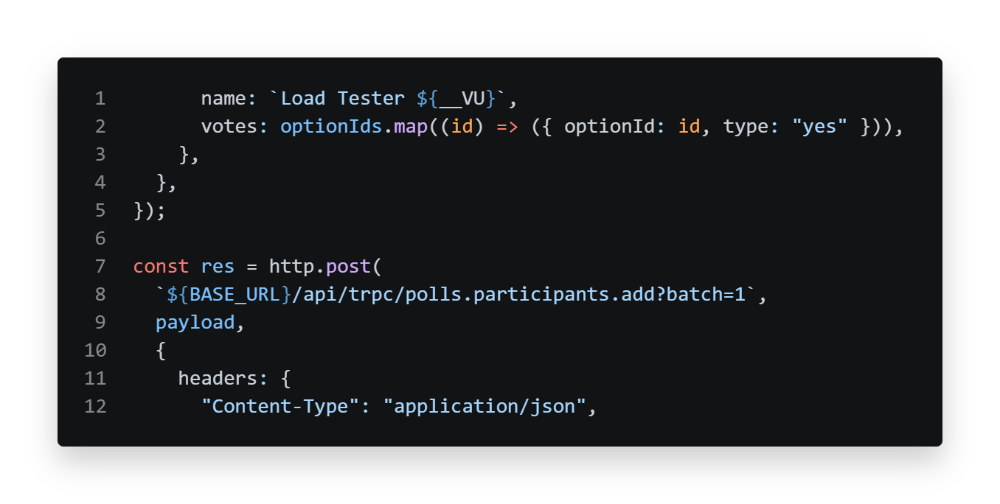 1 name: `Load Tester ${__VU}`,
2 votes: optionIds.map((id) => ({ optionId: id, type: "yes" })),
3 },
4 },
5 });
6
7 const res = http.post(
8 `${BASE_URL}/api/trpc/polls.participants.add?batch=1`,
9 payload,
10 {
11 headers: {
12 "Content-Type": "application/json",